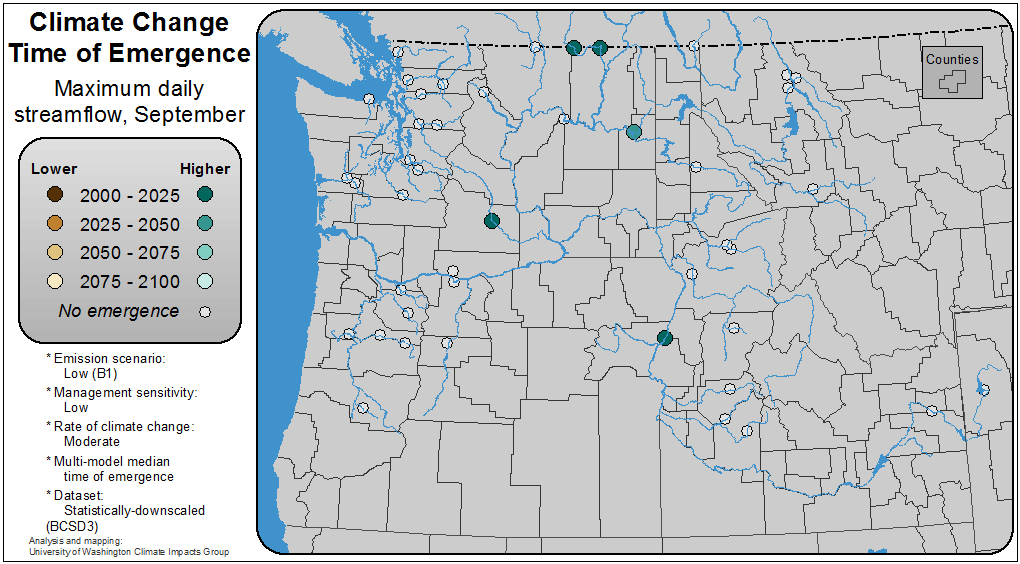 Climate Change
Time of Emergence
Maximum daily
streamflow, September
Lower Higher
2000 - 2025
2025 - 2050
2050 - 2075
2075 - 2100
No emergence
* Emission scenario:
Low (B1)
* Management sensitivity:
Low
* Rate of climate change:
Moderate
* Multi-model median
time of emergence
* Dataset:
Statistically-downscaled
(BCSD3)
Analysis and mapping:
University of Washington Climate Impacts Group
Counties